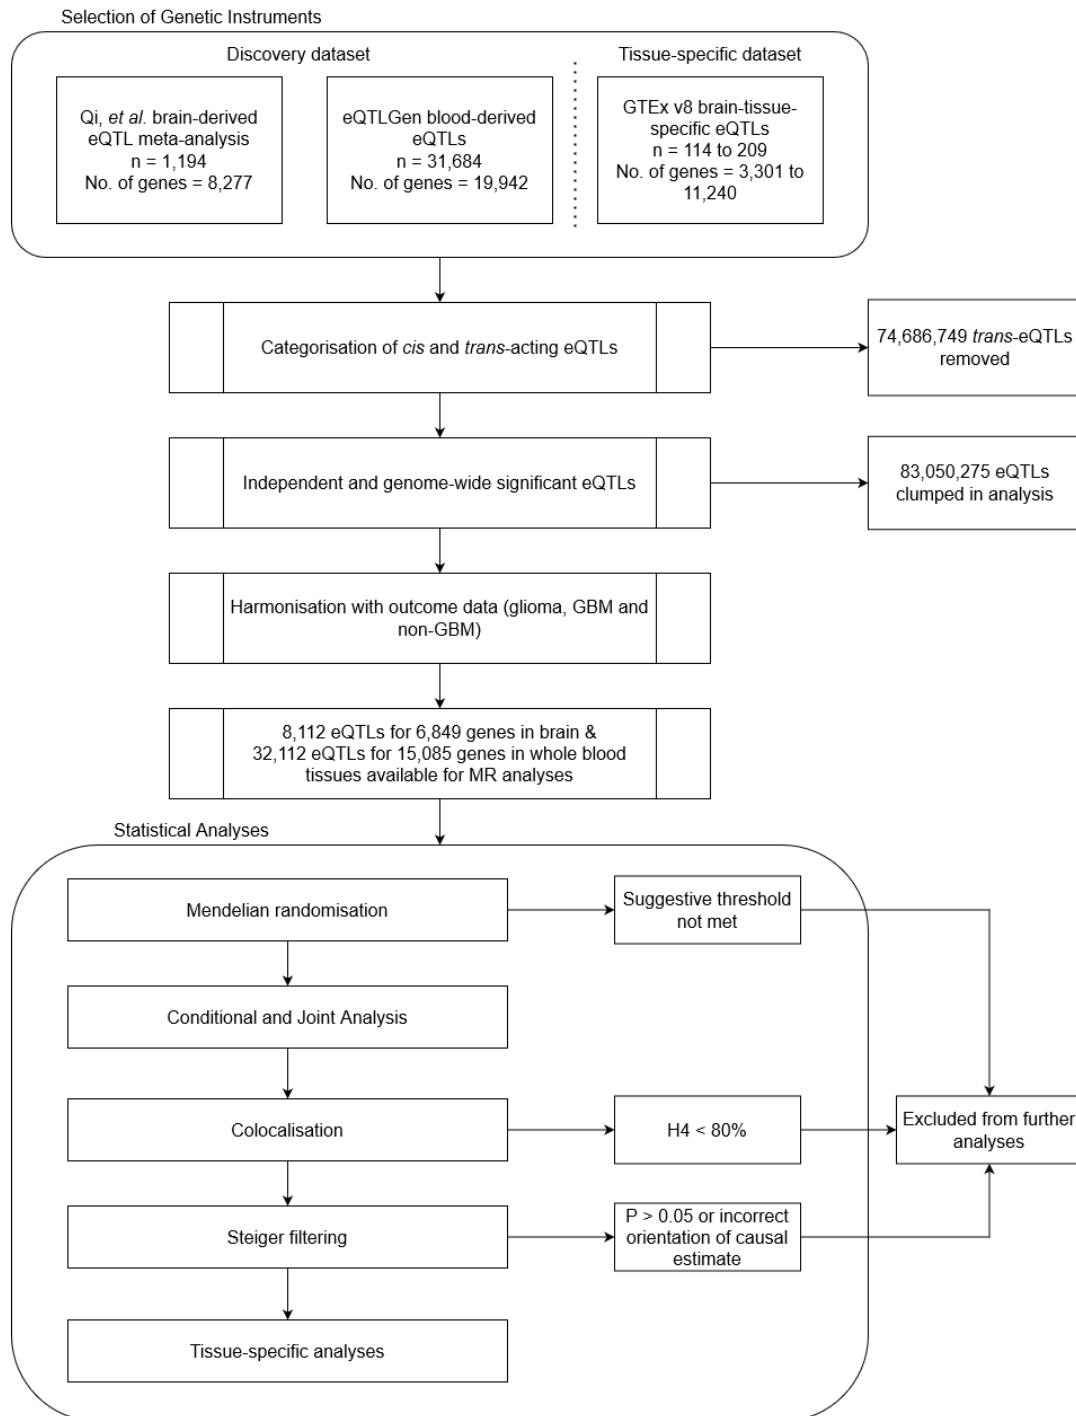 Selection of Genetic Instruments
Discovery dataset
Tissue-specific dataset
Qi, et al. brain-derived
eQTL meta-analysis
n = 1,194
No. of genes = 8,277
eQTLGen blood-derived
eQTLs
n = 31,684
No. of genes = 19,942
GTEx v8 brain-tissue-
specific eQTLs
n = 114 to 209
No. of genes = 3,301 to
11,240
Categorisation of cis and trans-acting eQTLs
74,686,749 trans-eQTLs
removed
Independent and genome-wide significant eQTLs
83,050,275 eQTLs
clumped in analysis
Harmonisation with outcome data (glioma, GBM and
non-GBM)
8,112 eQTLs for 6,849 genes in brain &
32,112 eQTLs for 15,085 genes in whole blood
tissues available for MR analyses
Statistical Analyses
Mendelian randomisation
Suggestive threshold
not met
Conditional and Joint Analysis
Colocalisation
H4 < 80%
Excluded from further
analyses
Steiger filtering
P > 0.05 or incorrect
orientation of causal
estimate
Tissue-specific analyses